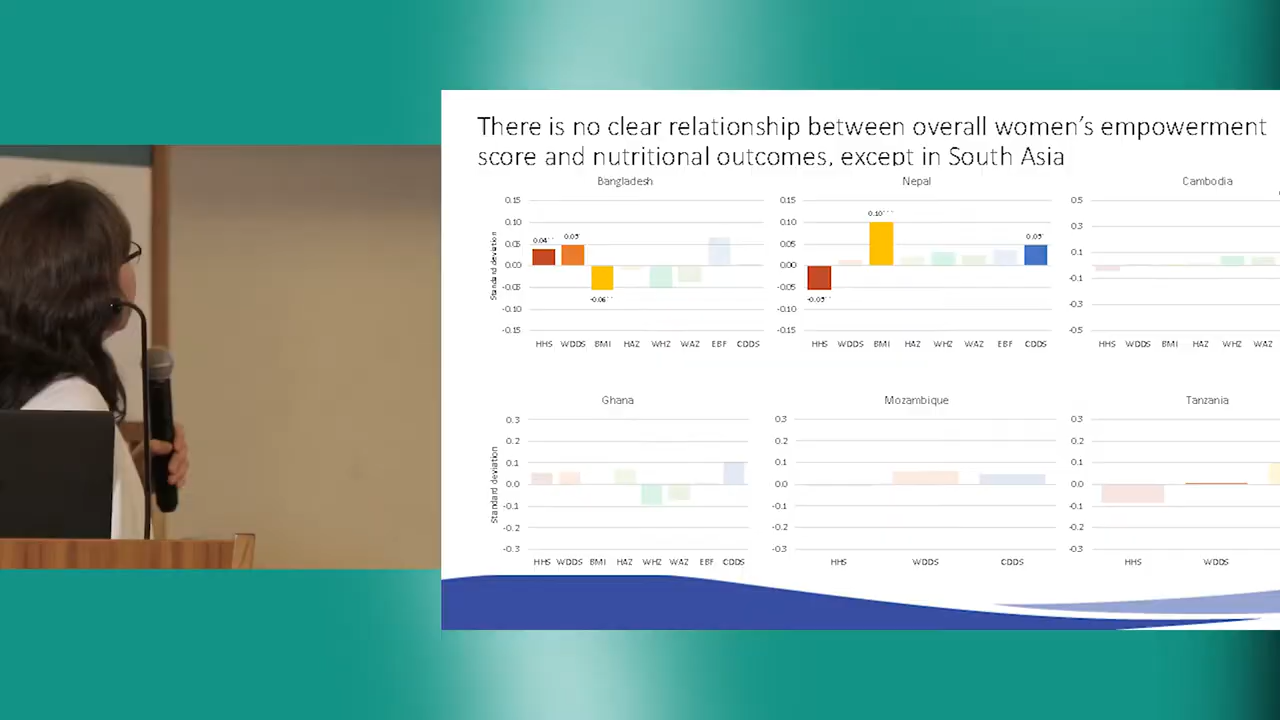 There is no clear relationship between overall women's empowerment
score and nutritional outcomes, except in South Asia
Bangladesh
Standard deviation
0.15
0.10
0.05
0.00
-0.05
-0.10
-0.15
0.04
0.05
-0.06
HHS WDDS BMI HAZ WHZ WAZ EBF CDDS
Nepal
0.15
0.10
0.05
0.00
-0.05
-0.10
-0.15
0.10
0.05
-0.05
HHS WDDS BMI HAZ WHZ WAZ EBF CDDS
Cambodia
0.5
0.3
0.1
-0.1
-0.3
-0.5
HHS WDDS BMI HAZ WHZ WAZ
Ghana
Standard deviation
0.3
0.2
0.1
0.0
-0.1
-0.2
-0.3
HHS WDDS BMI HAZ WHZ WAZ EBF CDDS
Mozambique
0.3
0.2
0.1
0.0
-0.1
-0.2
-0.3
HHS WDDS CDDS
Tanzania
0.3
0.2
0.1
0.0
-0.1
-0.2
-0.3
HHS WDDS